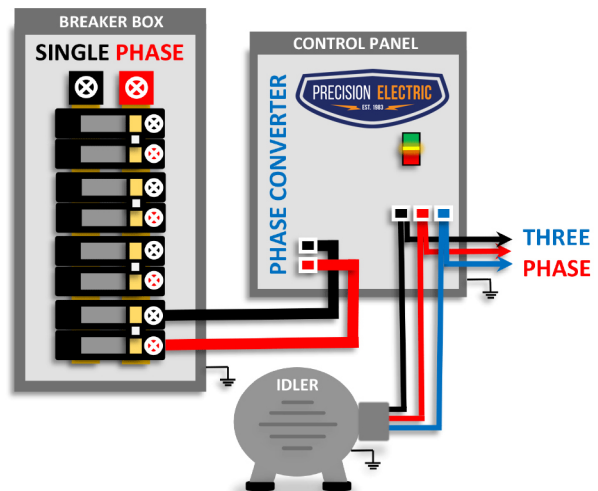 BREAKER BOX
SINGLE PHASE
CONTROL PANEL
PRECISION ELECTRIC
EST. 1983
PHASE CONVERTER
THREE
PHASE
IDLER